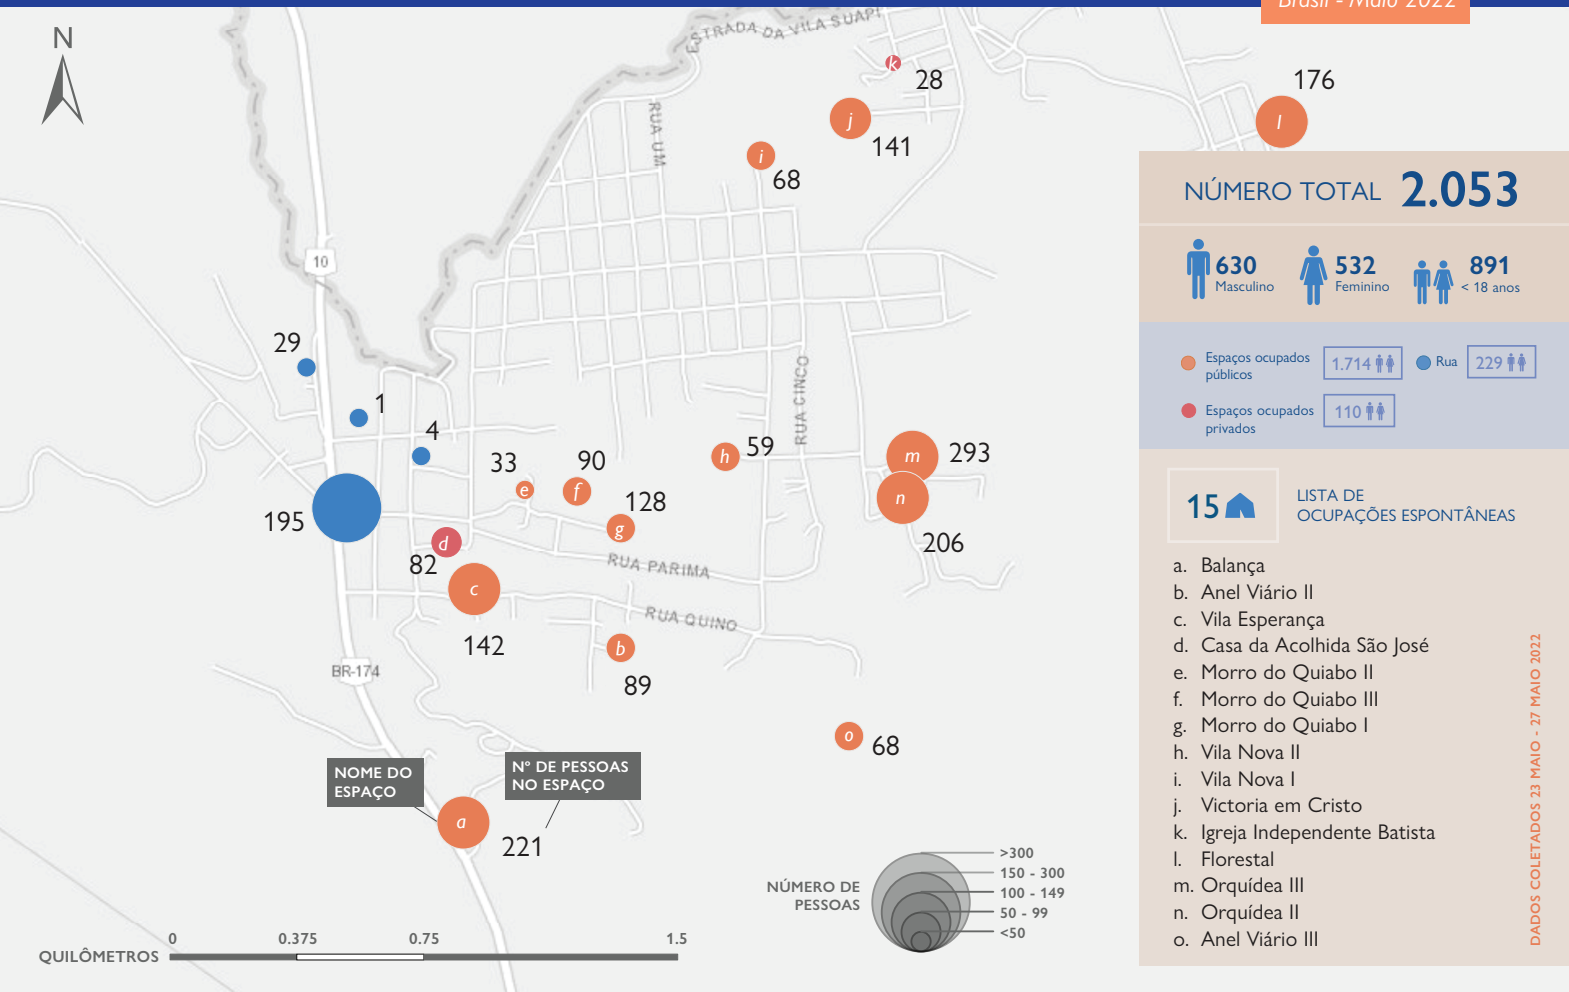 Brasil - Maio 2022
N
ESTRADA DA VILA SUAPI
RUA UM
k
28
j
141
i
68
176
l
10
29
1
4
195
33
e
90
f
128
g
h
59
RUA CINCO
m
293
n
206
d
82
c
142
RUA PARIMA
RUA QUINO
b
89
BR-174
o
68
NOME DO
ESPAÇO
Nº DE PESSOAS
NO ESPAÇO
a
221
NÚMERO DE
PESSOAS
>300
150 - 300
100 - 149
50 - 99
<50
QUILÔMETROS
0 0.375 0.75 1.5
NÚMERO TOTAL 2.053
630
Masculino
532
Feminino
891
< 18 anos
Espaços ocupados
públicos
1.714
Rua
229
Espaços ocupados
privados
110
15
LISTA DE
OCUPAÇÕES ESPONTÂNEAS
a. Balança
b. Anel Viário II
c. Vila Esperança
d. Casa da Acolhida São José
e. Morro do Quiabo II
f. Morro do Quiabo III
g. Morro do Quiabo I
h. Vila Nova II
i. Vila Nova I
j. Victoria em Cristo
k. Igreja Independente Batista
l. Florestal
m. Orquídea III
n. Orquídea II
o. Anel Viário III
DADOS COLETADOS 23 MAIO - 27 MAIO 2022